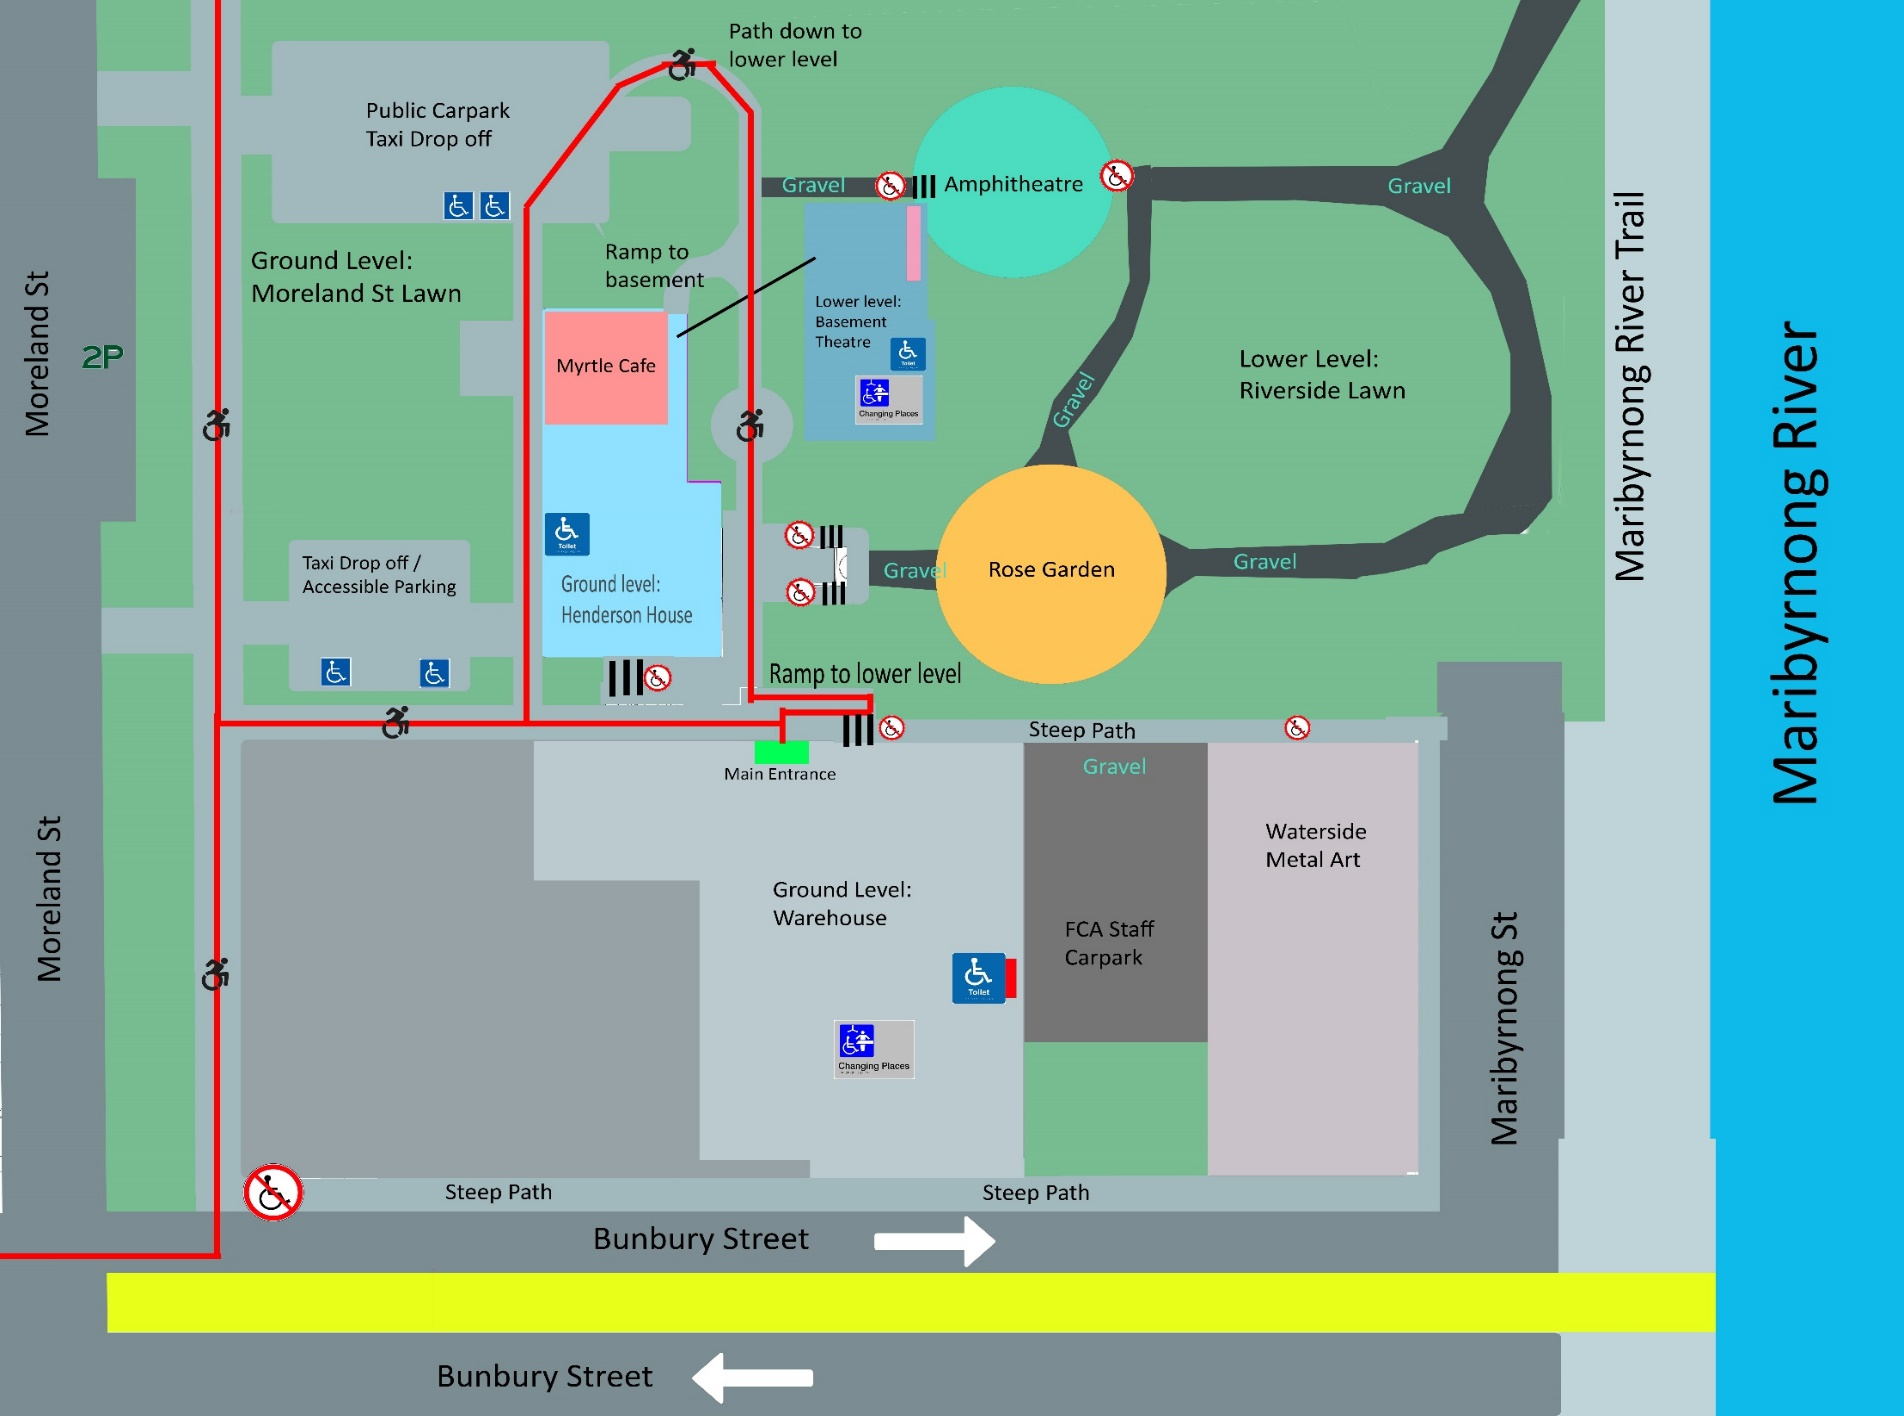 Path down to
lower level
Public Carpark
Taxi Drop off
Gravel
Amphitheatre
Gravel
Ground Level:
Moreland St Lawn
Ramp to
basement
Lower level:
Basement
Theatre
Toilet
Changing Places
Moreland St
2P
Myrtle Cafe
Lower Level:
Riverside Lawn
Gravel
Maribyrnong River Trail
Maribyrnong River
Toilet
Taxi Drop off /
Accessible Parking
Ground level:
Henderson House
Gravel
Rose Garden
Gravel
Ramp to lower level
Steep Path
Main Entrance
Gravel
Waterside
Metal Art
Moreland St
Ground Level:
Warehouse
FCA Staff
Carpark
Toilet
Changing Places
Maribyrnong St
Steep Path
Steep Path
Bunbury Street
Bunbury Street